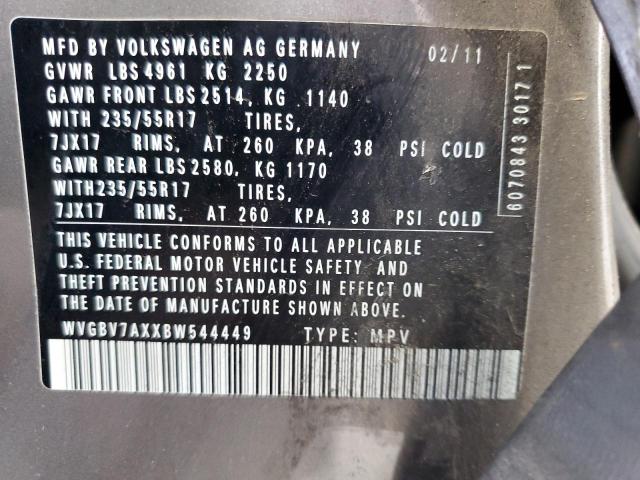 MFD BY VOLKSWAGEN AG GERMANY 02/11
GVWR LBS 4961 KG 2250
GAWR FRONT LBS 2514, KG 1140
WITH 235/55R17 TIRES,
7JX17 RIMS, AT 260 KPA, 38 PSI COLD
GAWR REAR LBS 2580, KG 1170
WITH235/55R17 TIRES,
7JX17 RIMS, AT 260 KPA, 38 PSI COLD
THIS VEHICLE CONFORMS TO ALL APPLICABLE
U.S. FEDERAL MOTOR VEHICLE SAFETY AND
THEFT PREVENTION STANDARDS IN EFFECT ON
THE DATE OF MANUFACTURE SHOWN ABOVE.
WVGBV7AXXBW544449 TYPE: MPV
6070843 3017 1